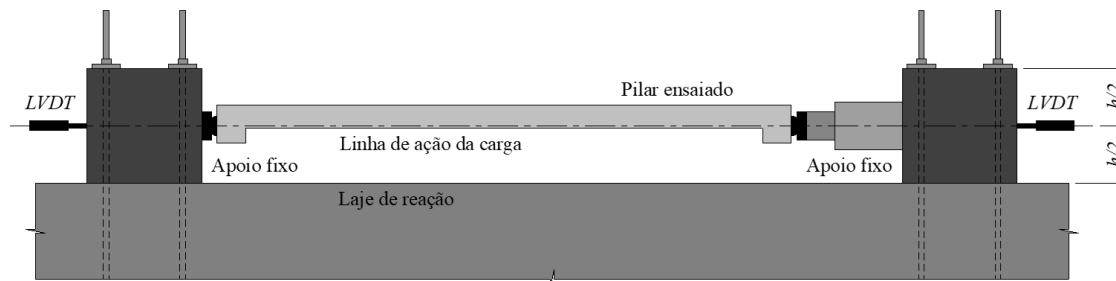 Pilar ensaiado
LVDT
LVDT
h/2
h/2
Linha de ação da carga
Apoio fixo
Apoio fixo
Laje de reação